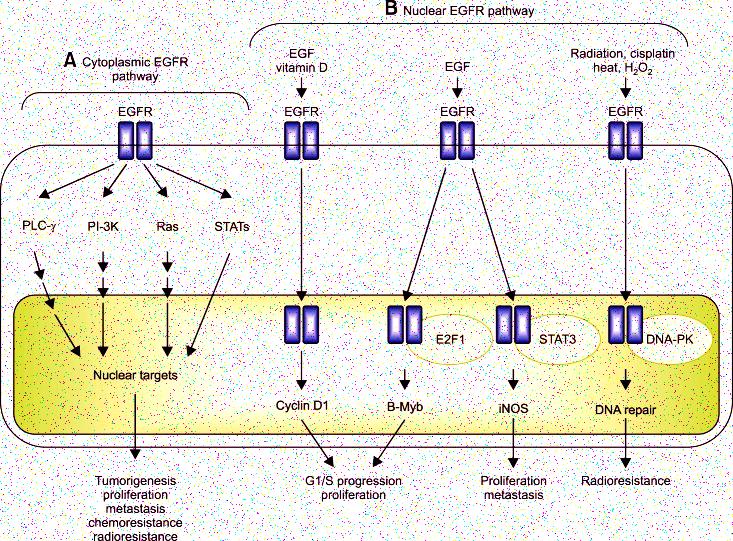 A Cytoplasmic EGFR
pathway
B Nuclear EGFR pathway
EGF
vitamin D
EGF
Radiation, cisplatin
heat, H₂O₂
EGFR
EGFR
EGFR
EGFR
PLC-γ
PI-3K
Ras
STATs
E2F1
STAT3
DNA-PK
Nuclear targets
Cyclin D1
B-Myb
iNOS
DNA repair
Tumorigenesis
proliferation
metastasis
chemoresistance
radioresistance
G1/S progression
proliferation
Proliferation
metastasis
Radioresistance